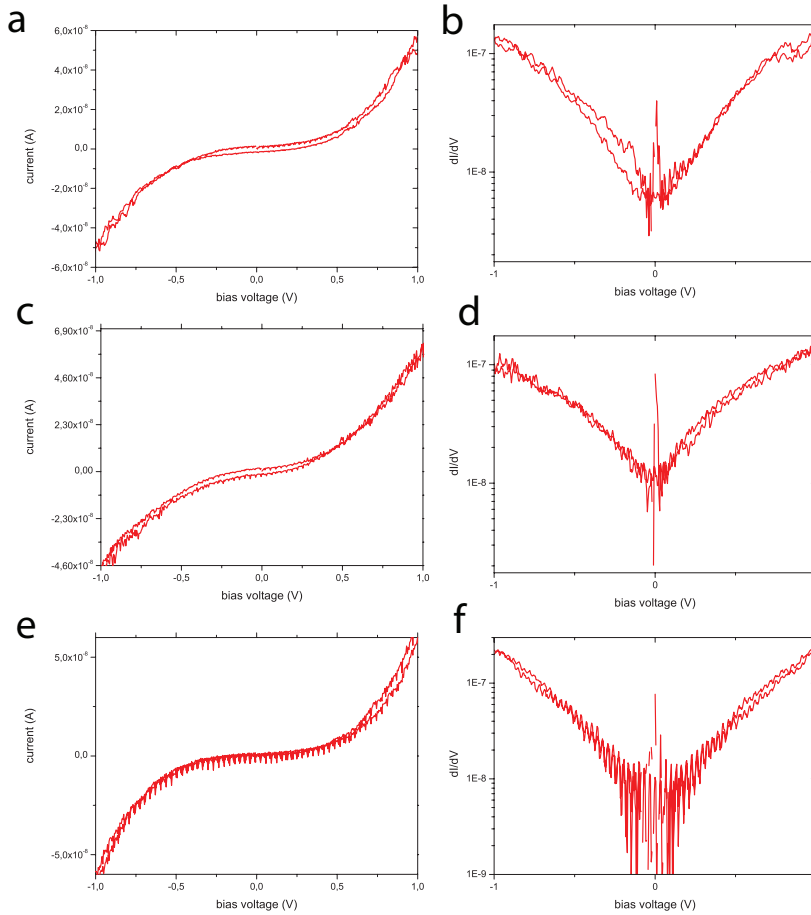 a
6,0x10⁻⁸
4,0x10⁻⁸
2,0x10⁻⁸
0,0
-2,0x10⁻⁸
-4,0x10⁻⁸
-6,0x10⁻⁸
current (A)
-1,0 -0,5 0,0 0,5 1,0
bias voltage (V)
b
1E-7
1E-8
dI/dV
-1 0
bias voltage (V)
c
6,90x10⁻⁸
4,60x10⁻⁸
2,30x10⁻⁸
0,00
-2,30x10⁻⁸
-4,60x10⁻⁸
current (A)
-1,0 -0,5 0,0 0,5 1,0
bias voltage (V)
d
1E-7
1E-8
dI/dV
-1 0
bias voltage (V)
e
5,0x10⁻⁸
0,0
-5,0x10⁻⁸
current (A)
-1,0 -0,5 0,0 0,5 1,0
bias voltage (V)
f
1E-7
1E-8
1E-9
dI/dV
-1 0
bias voltage (V)